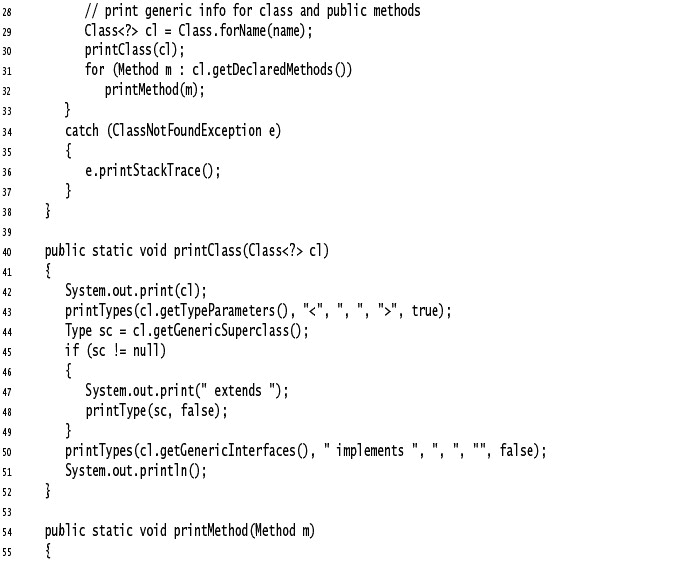 28 // print generic info for class and public methods
29 Class<?> cl = Class.forName(name);
30 printClass(cl);
31 for (Method m : cl.getDeclaredMethods())
32 printMethod(m);
33 }
34 catch (ClassNotFoundException e)
35 {
36 e.printStackTrace();
37 }
38 }
39
40 public static void printClass(Class<?> cl)
41 {
42 System.out.print(cl);
43 printTypes(cl.getTypeParameters(), "<", ", ", ">", true);
44 Type sc = cl.getGenericSuperclass();
45 if (sc != null)
46 {
47 System.out.print(" extends ");
48 printType(sc, false);
49 }
50 printTypes(cl.getGenericInterfaces(), " implements ", ", ", "", false);
51 System.out.println();
52 }
53
54 public static void printMethod(Method m)
55 {